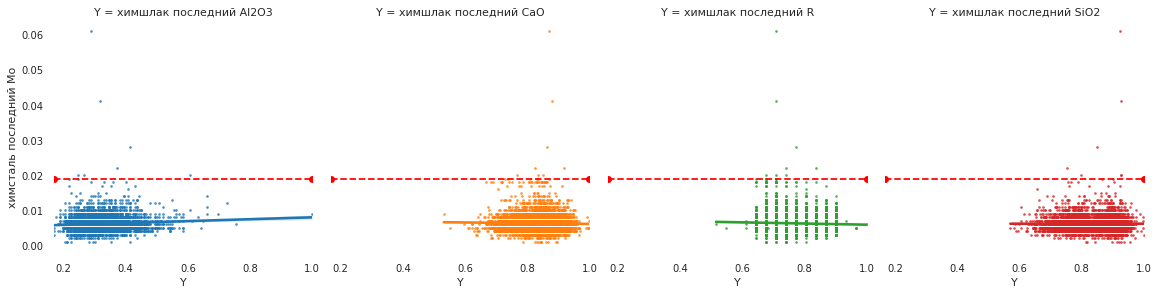 Y = химшлак последний Al2O3
Y = химшлак последний CaO
Y = химшлак последний R
Y = химшлак последний SiO2
химсталь последний Mo
0.06
0.05
0.04
0.03
0.02
0.01
0.00
0.2 0.4 0.6 0.8 1.0
0.2 0.4 0.6 0.8 1.0
0.2 0.4 0.6 0.8 1.0
0.2 0.4 0.6 0.8 1.0
Y
Y
Y
Y